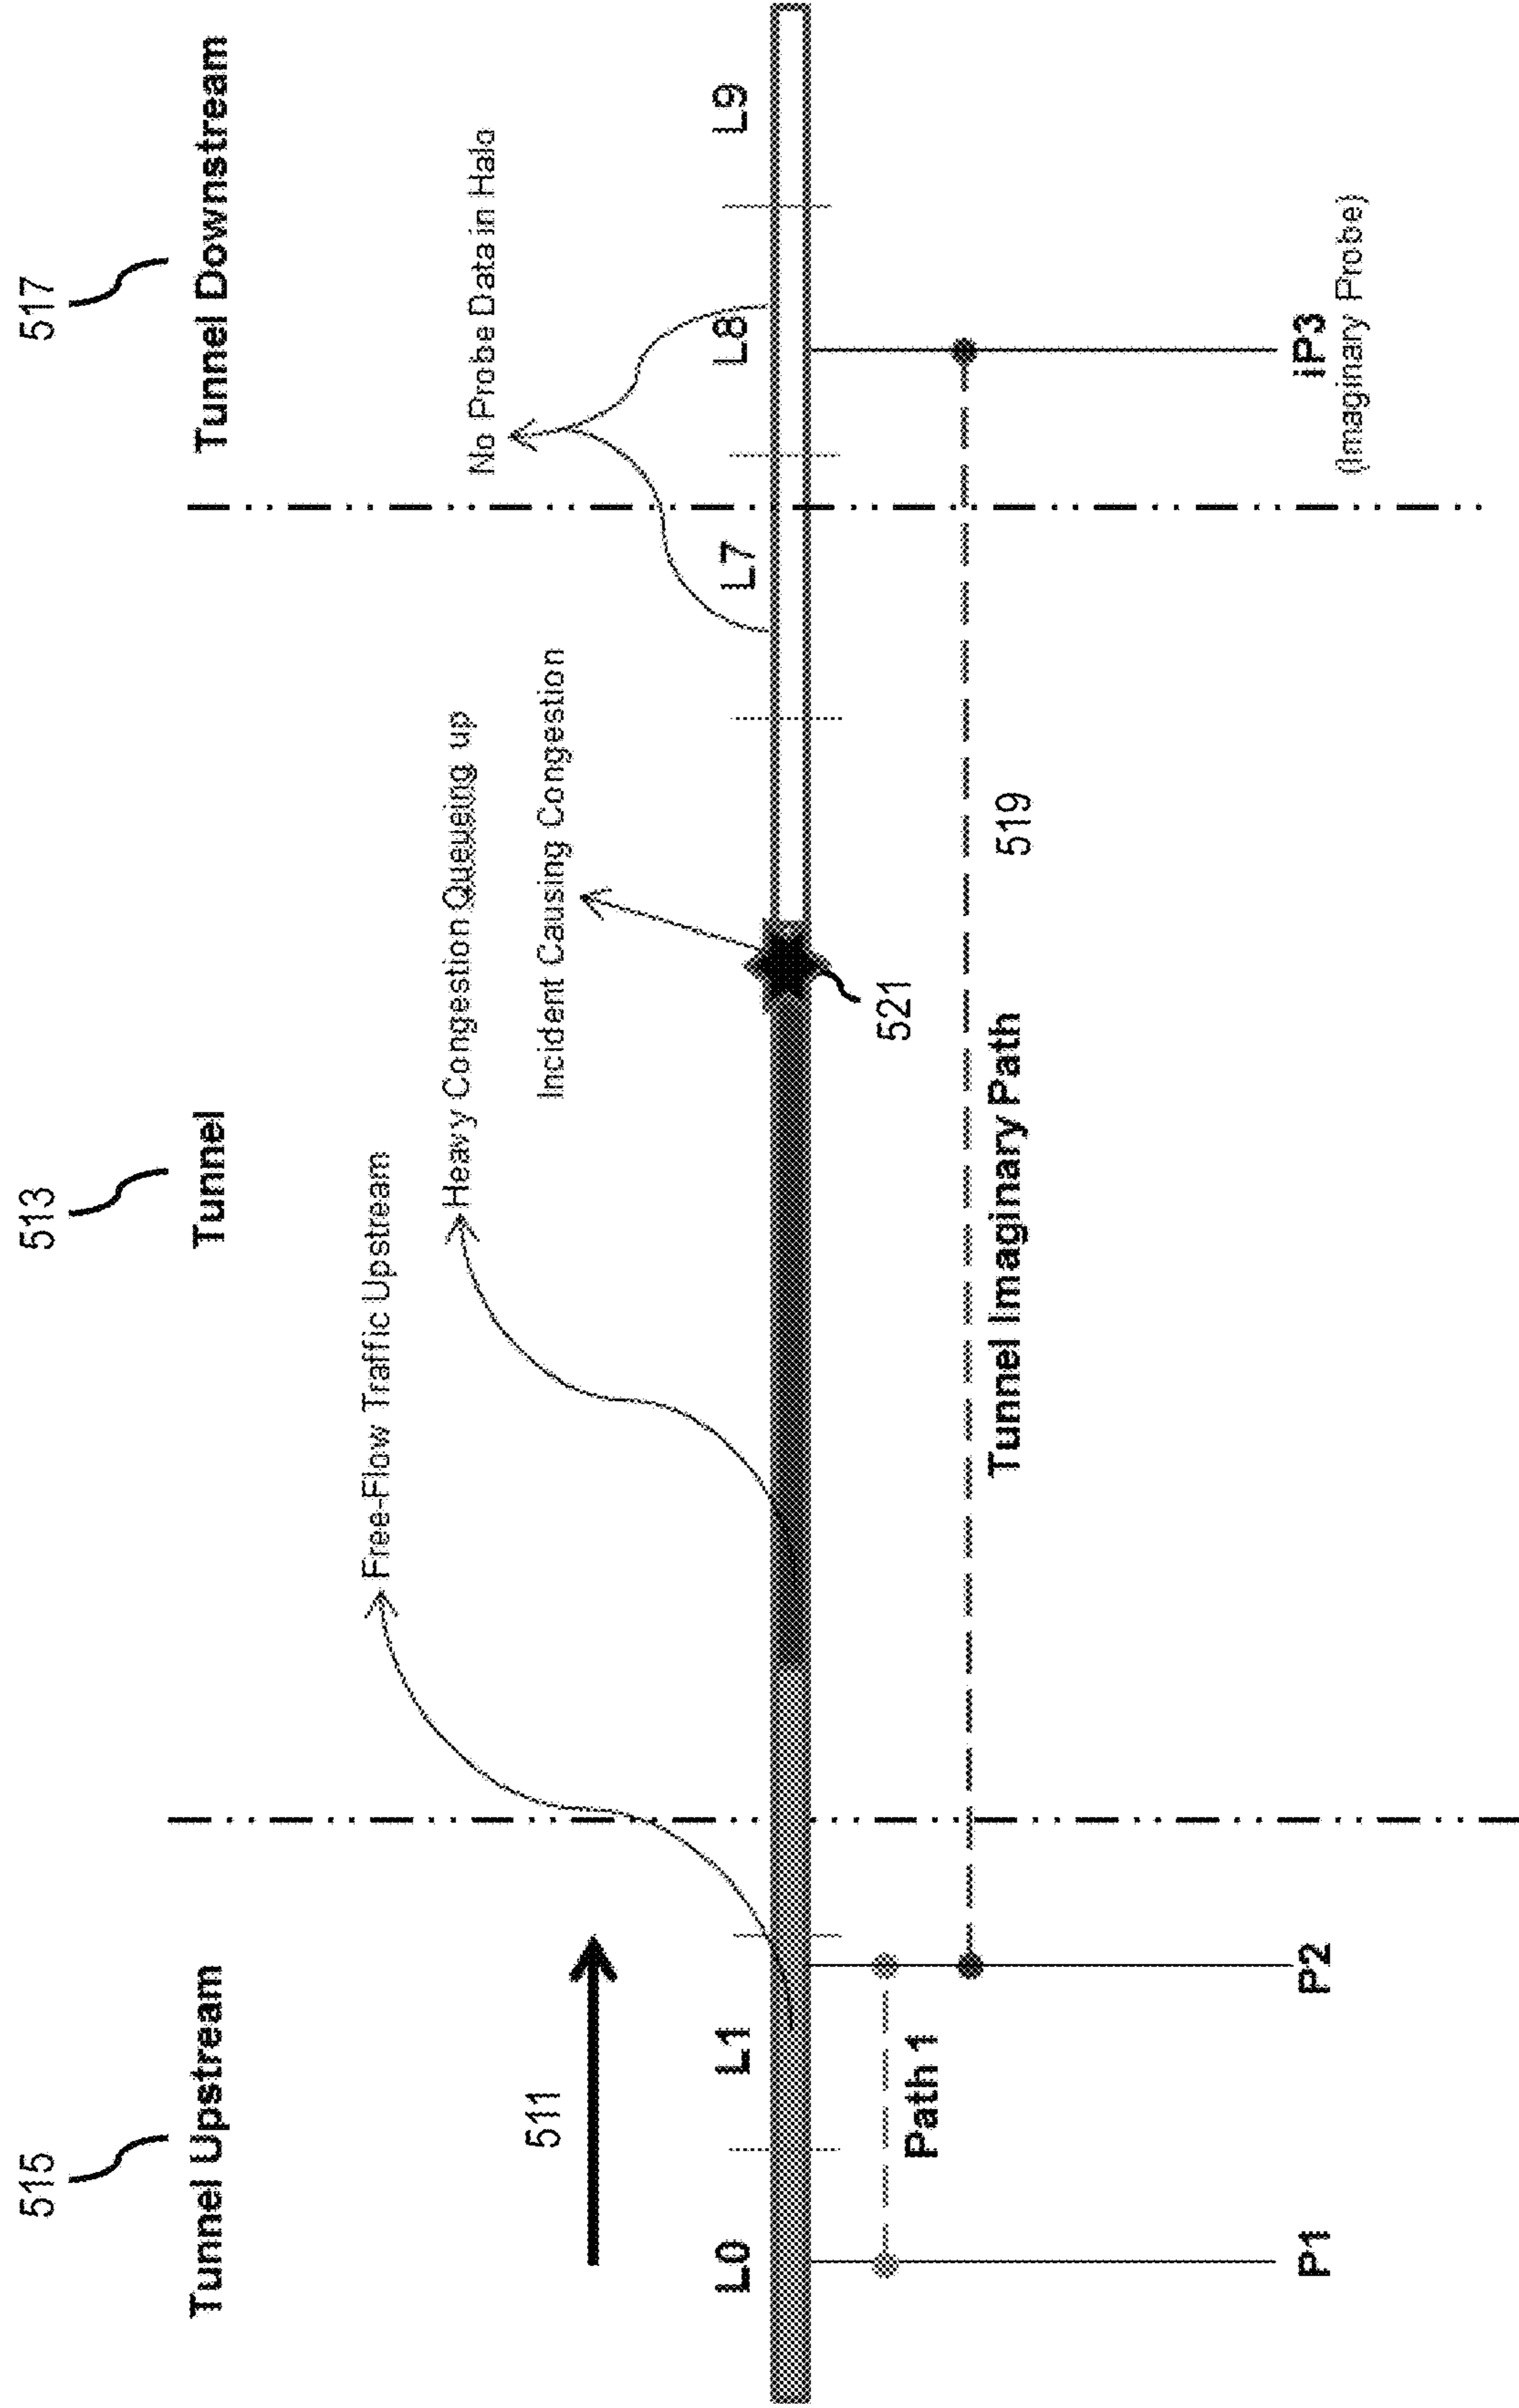 515
513
517
Tunnel Upstream
Tunnel
Tunnel Downstream
Free-Flow Traffic Upstream
Heavy Congestion Queuing up
No Probe Data in Halo
511
Incident Causing Congestion
L0
L1
L7
L8
L9
521
Path 1
Tunnel Imaginary Path
519
P1
P2
iP3
(Imaginary Probe)